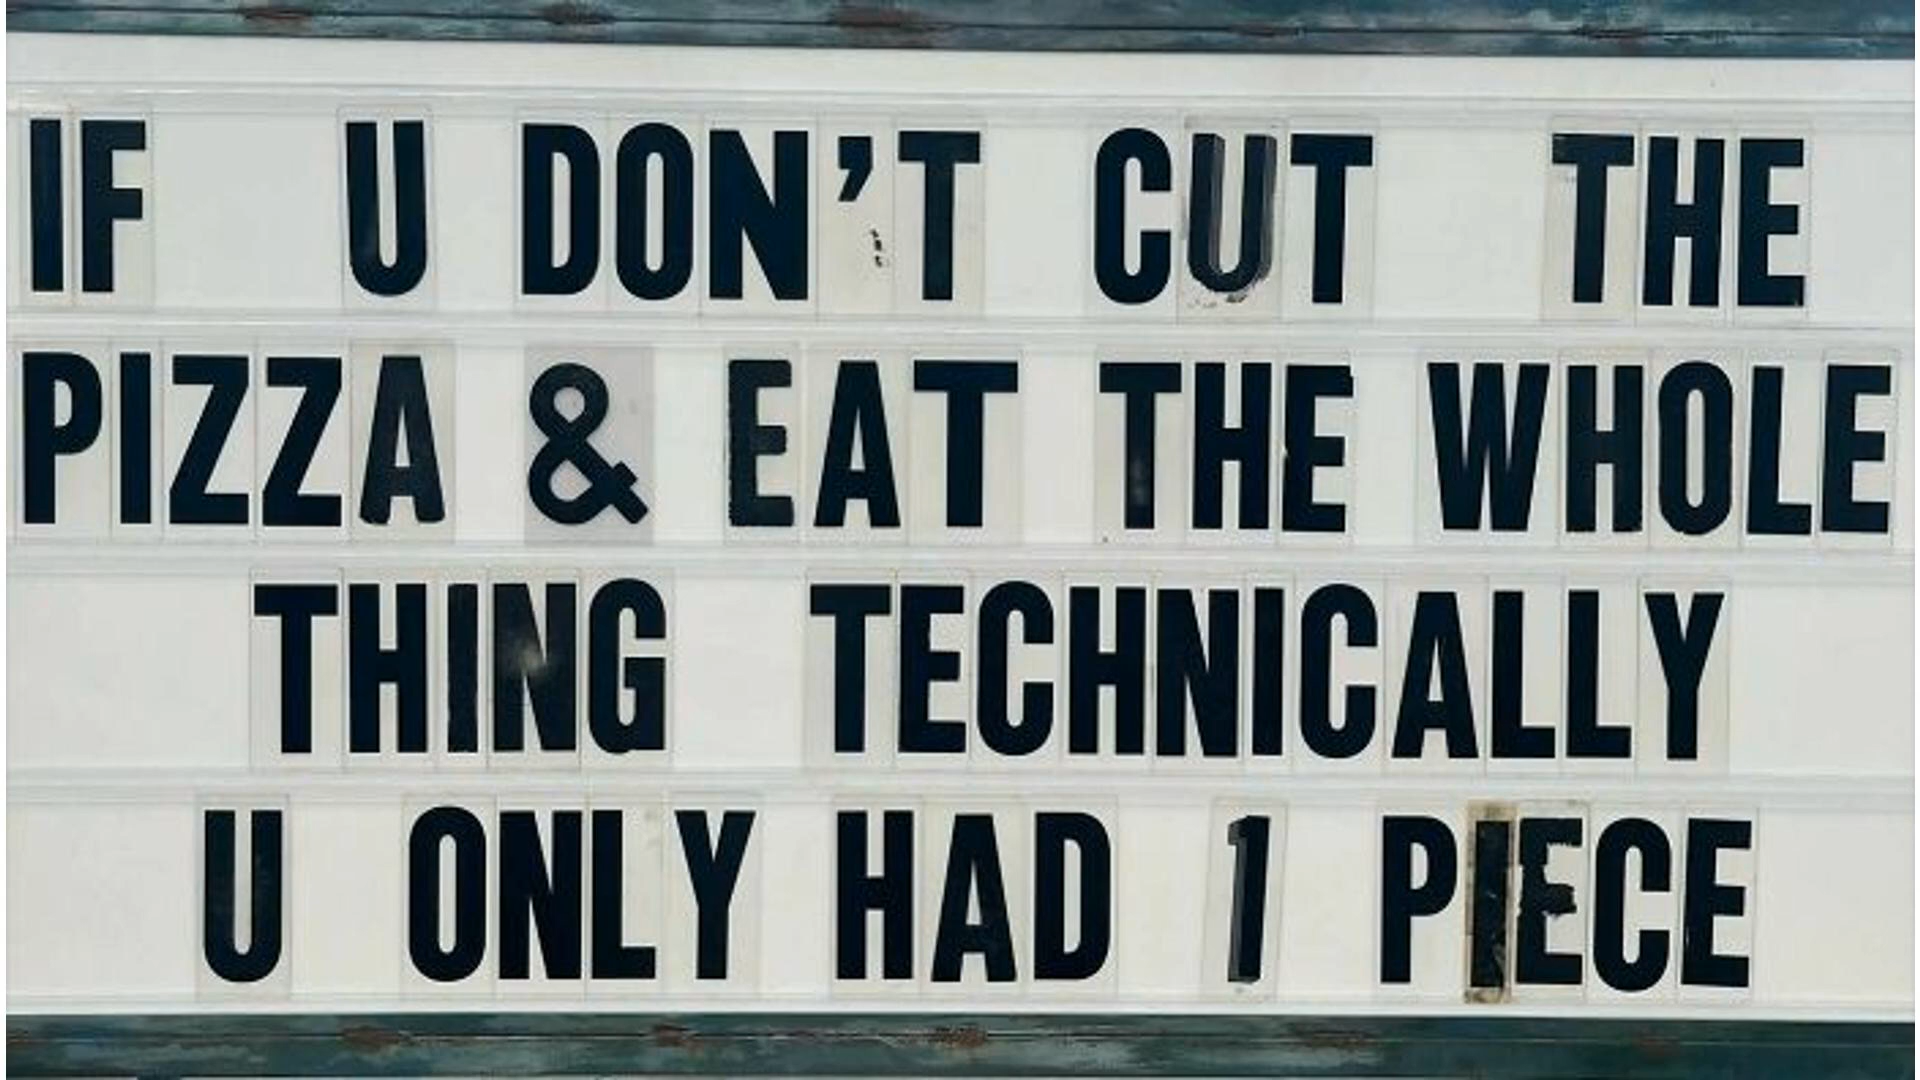 IF U DON'T CUT THE
PIZZA & EAT THE WHOLE
THING TECHNICALLY
U ONLY HAD 1 PIECE